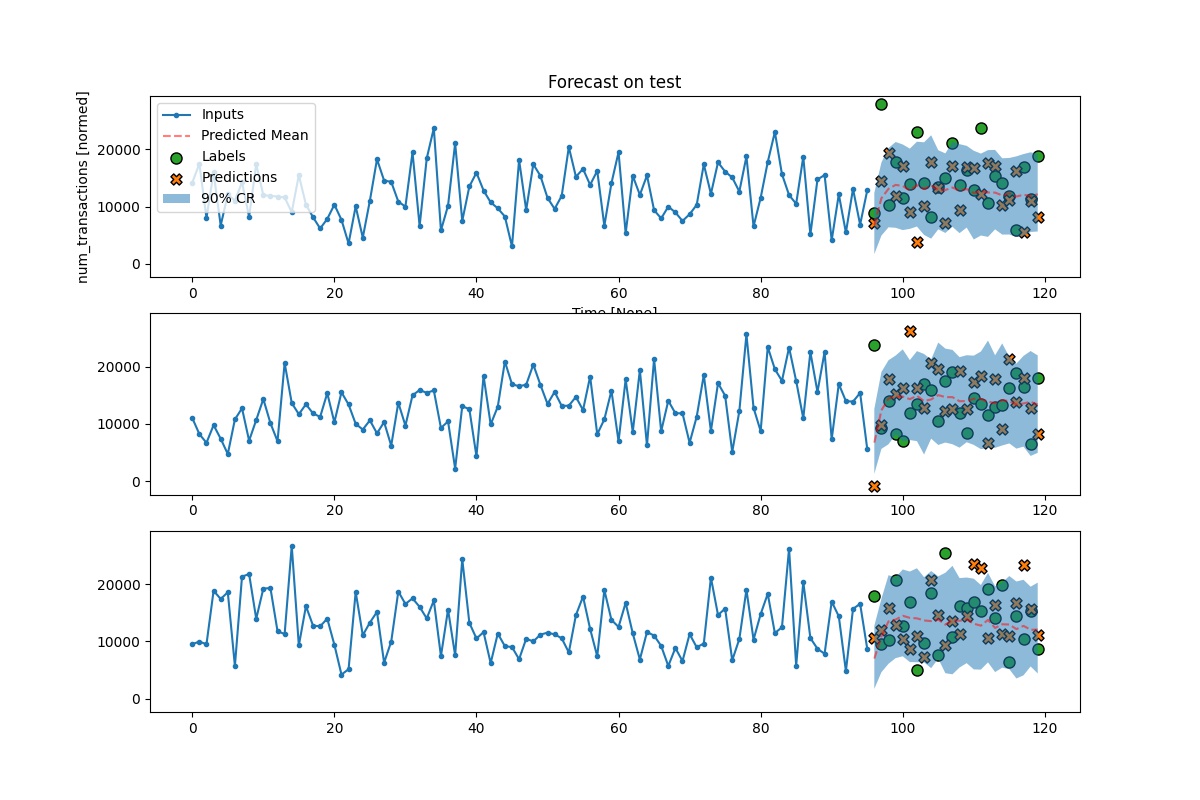 Forecast on test
num_transactions [normed]
Inputs
Predicted Mean
Labels
Predictions
90% CR
20000
10000
0
0 20 40 60 80 100 120
Time [None]
20000
10000
0
0 20 40 60 80 100 120
20000
10000
0
0 20 40 60 80 100 120